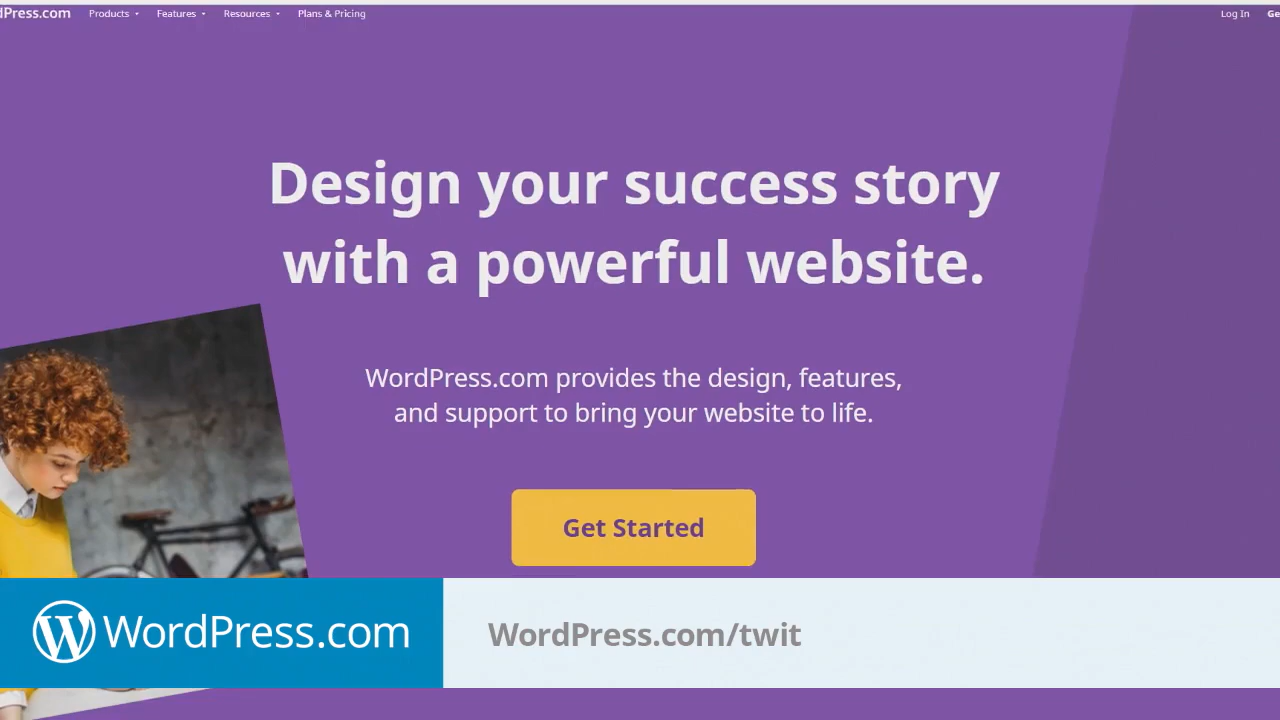 dPress.com Products Features Resources Plans & Pricing Log In Ge
Design your success story
with a powerful website.
WordPress.com provides the design, features,
and support to bring your website to life.
Get Started
WordPress.com
WordPress.com/twit